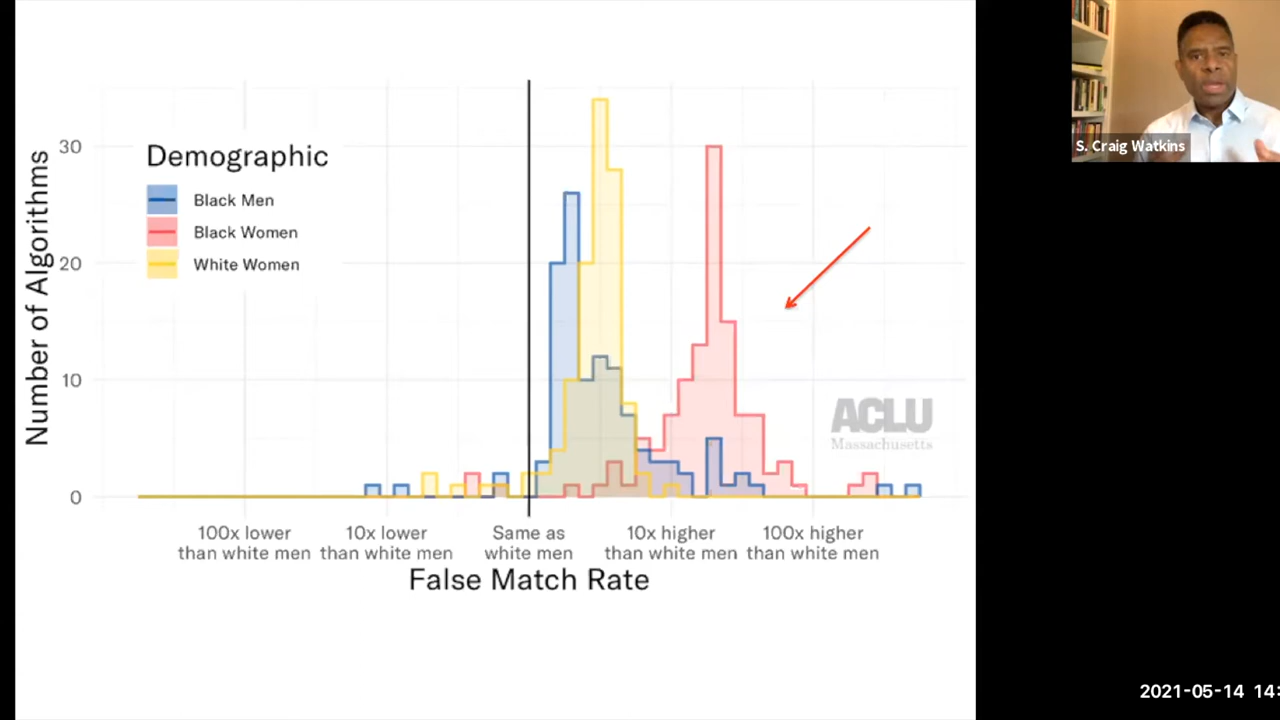 Number of Algorithms
30
20
10
0
Demographic
Black Men
Black Women
White Women
ACLU
Massachusetts
100x lower
than white men
10x lower
than white men
Same as
white men
10x higher
than white men
100x higher
than white men
False Match Rate
S. Craig Watkins
2021-05-14 14: